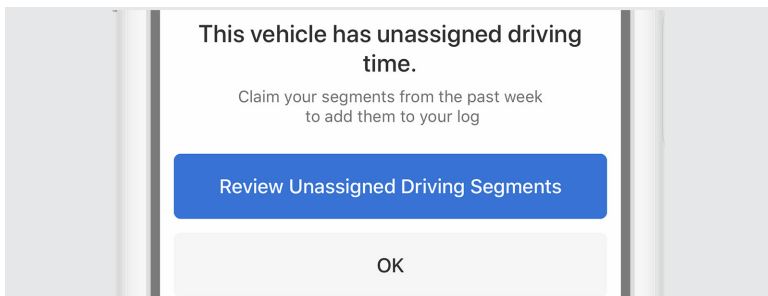 This vehicle has unassigned driving
time.
Claim your segments from the past week
to add them to your log
Review Unassigned Driving Segments
OK